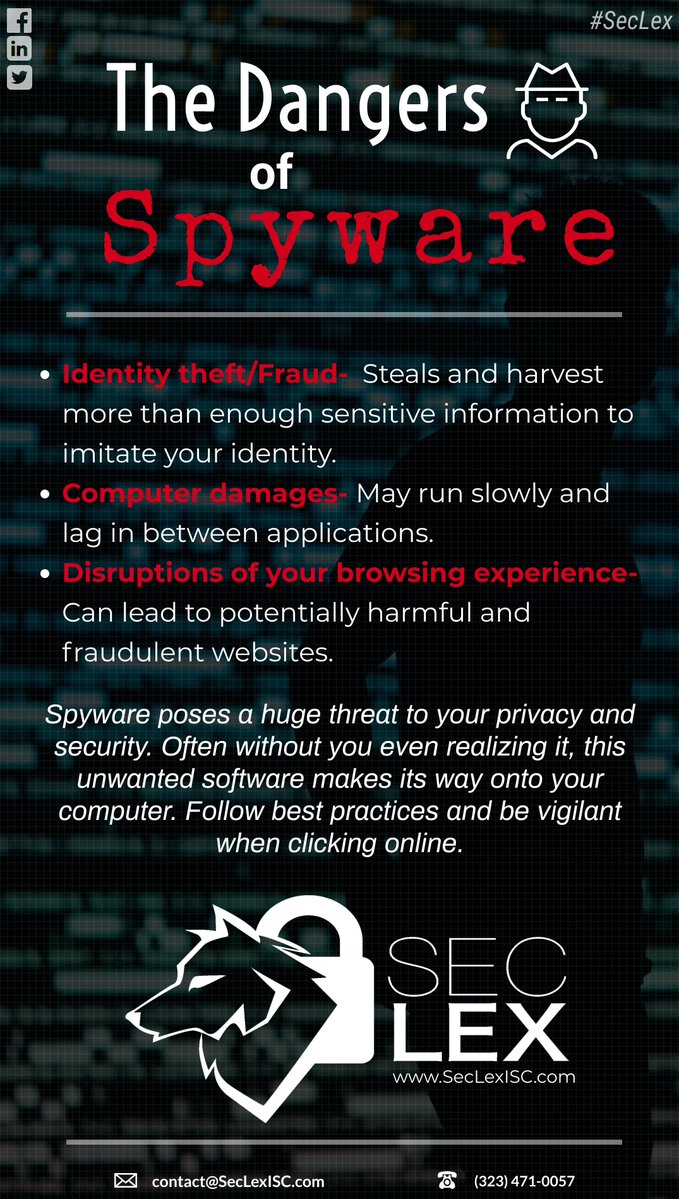 #SecLex
The Dangers
of
Spyware
• Identity theft/Fraud- Steals and harvest
more than enough sensitive information to
imitate your identity.
• Computer damages- May run slowly and
lag in between applications.
• Disruptions of your browsing experience-
Can lead to potentially harmful and
fraudulent websites.
Spyware poses a huge threat to your privacy and
security. Often without you even realizing it, this
unwanted software makes its way onto your
computer. Follow best practices and be vigilant
when clicking online.
SEC
LEX
www.SecLexISC.com
contact@SecLexISC.com (323) 471-0057